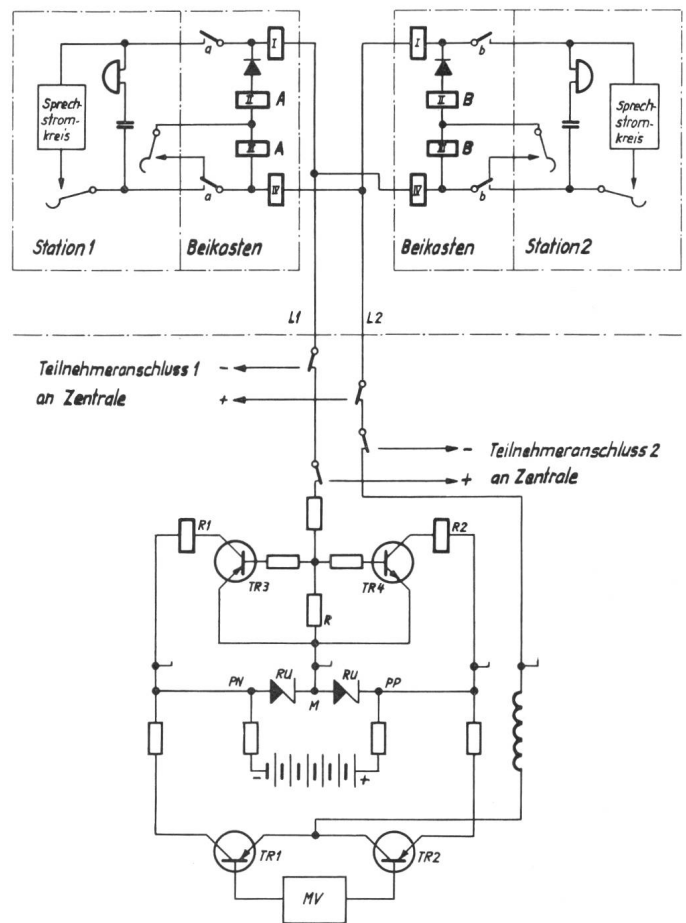 a
I
I
b
II A
II B
Sprech-
strom-
kreis
Sprech-
strom-
kreis
III A
III B
a
IV
IV
b
Station 1
Beikasten
Beikasten
Station 2
L1
L2
Teilnehmeranschluss 1
-
an Zentrale
+
- Teilnehmeranschluss 2
+ an Zentrale
R1
R2
TR3
TR4
R
PN
RU
M
RU
PP
-
+
TR1
TR2
MV